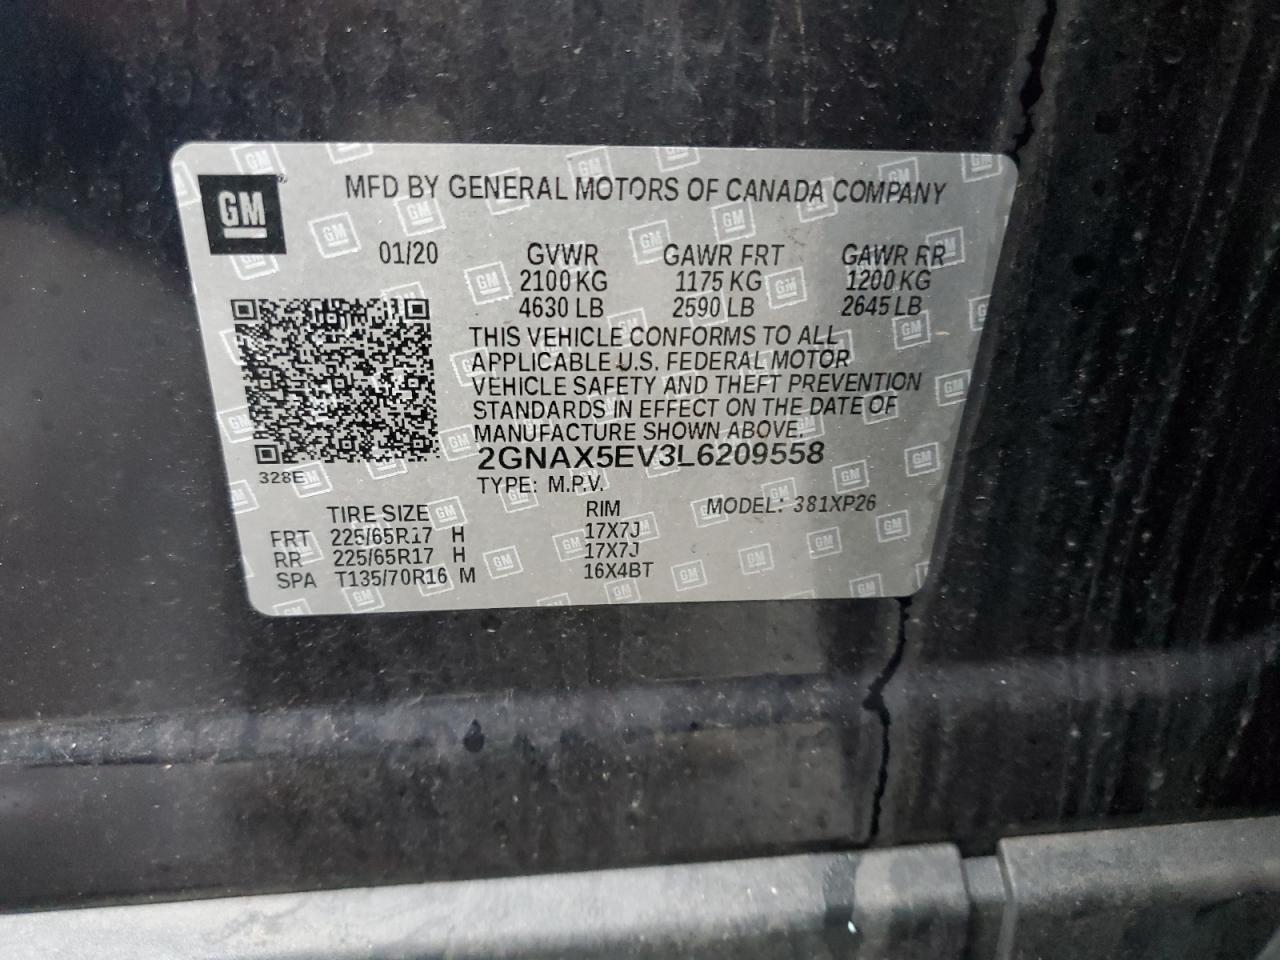 GM
MFD BY GENERAL MOTORS OF CANADA COMPANY
01/20 GVWR GAWR FRT GAWR RR
2100 KG 1175 KG 1200 KG
4630 LB 2590 LB 2645 LB
THIS VEHICLE CONFORMS TO ALL
APPLICABLE U.S. FEDERAL MOTOR
VEHICLE SAFETY AND THEFT PREVENTION
STANDARDS IN EFFECT ON THE DATE OF
MANUFACTURE SHOWN ABOVE.
2GNAX5EV3L6209558
328E
TYPE: M.P.V.
MODEL: 381XP26
TIRE SIZE RIM
FRT 225/65R17 H 17X7J
RR 225/65R17 H 17X7J
SPA T135/70R16 M 16X4BT